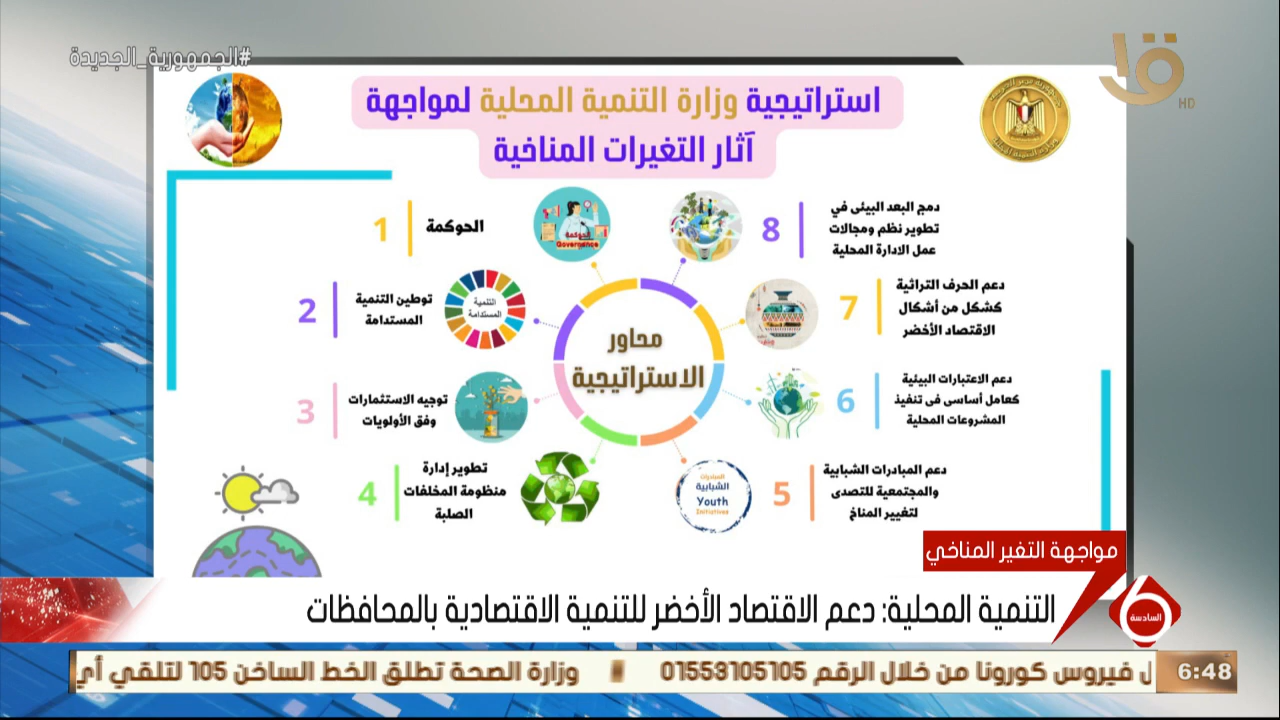 #الجمهورية_الجديدة
HD
استراتيجية وزارة التنمية المحلية لمواجهة
آثار التغيرات المناخية
محاور
الاستراتيجية
1
الحوكمة
الحوكمة
Governance
2
توطين التنمية
المستدامة
التنمية
المستدامة
3
توجيه الاستثمارات
وفق الأولويات
4
تطوير إدارة
منظومة المخلفات
الصلبة
5
دعم المبادرات الشبابية
والمجتمعية للتصدى
لتغيير المناخ
المبادرات
الشبابية
Youth
Initiatives
6
دعم الاعتبارات البيئية
كعامل أساسى فى تنفيذ
المشروعات المحلية
7
دعم الحرف التراثية
كشكل من أشكال
الاقتصاد الأخضر
8
دمج البعد البيئى في
تطوير نظم ومجالات
عمل الادارة المحلية
مواجهة التغير المناخي
التنمية المحلية: دعم الاقتصاد الأخضر للتنمية الاقتصادية بالمحافظات
السادسة
ل فيروس كورونا من خلال الرقم 01553105105 وزارة الصحة تطلق الخط الساخن 105 لتلقي أي
6:48